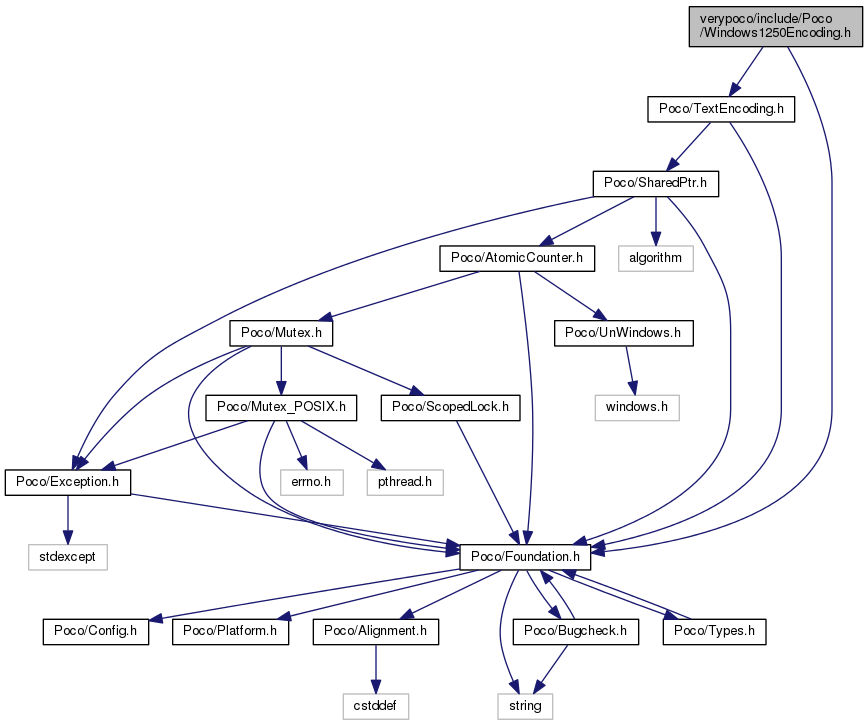 verypoco/include/Poco
/Windows1250Encoding.h
Poco/TextEncoding.h
Poco/SharedPtr.h
Poco/AtomicCounter.h
algorithm
Poco/Mutex.h
Poco/UnWindows.h
Poco/Mutex_POSIX.h
Poco/ScopedLock.h
windows.h
Poco/Exception.h
errno.h
pthread.h
stdexcept
Poco/Foundation.h
Poco/Config.h
Poco/Platform.h
Poco/Alignment.h
Poco/Bugcheck.h
Poco/Types.h
cstddef
string